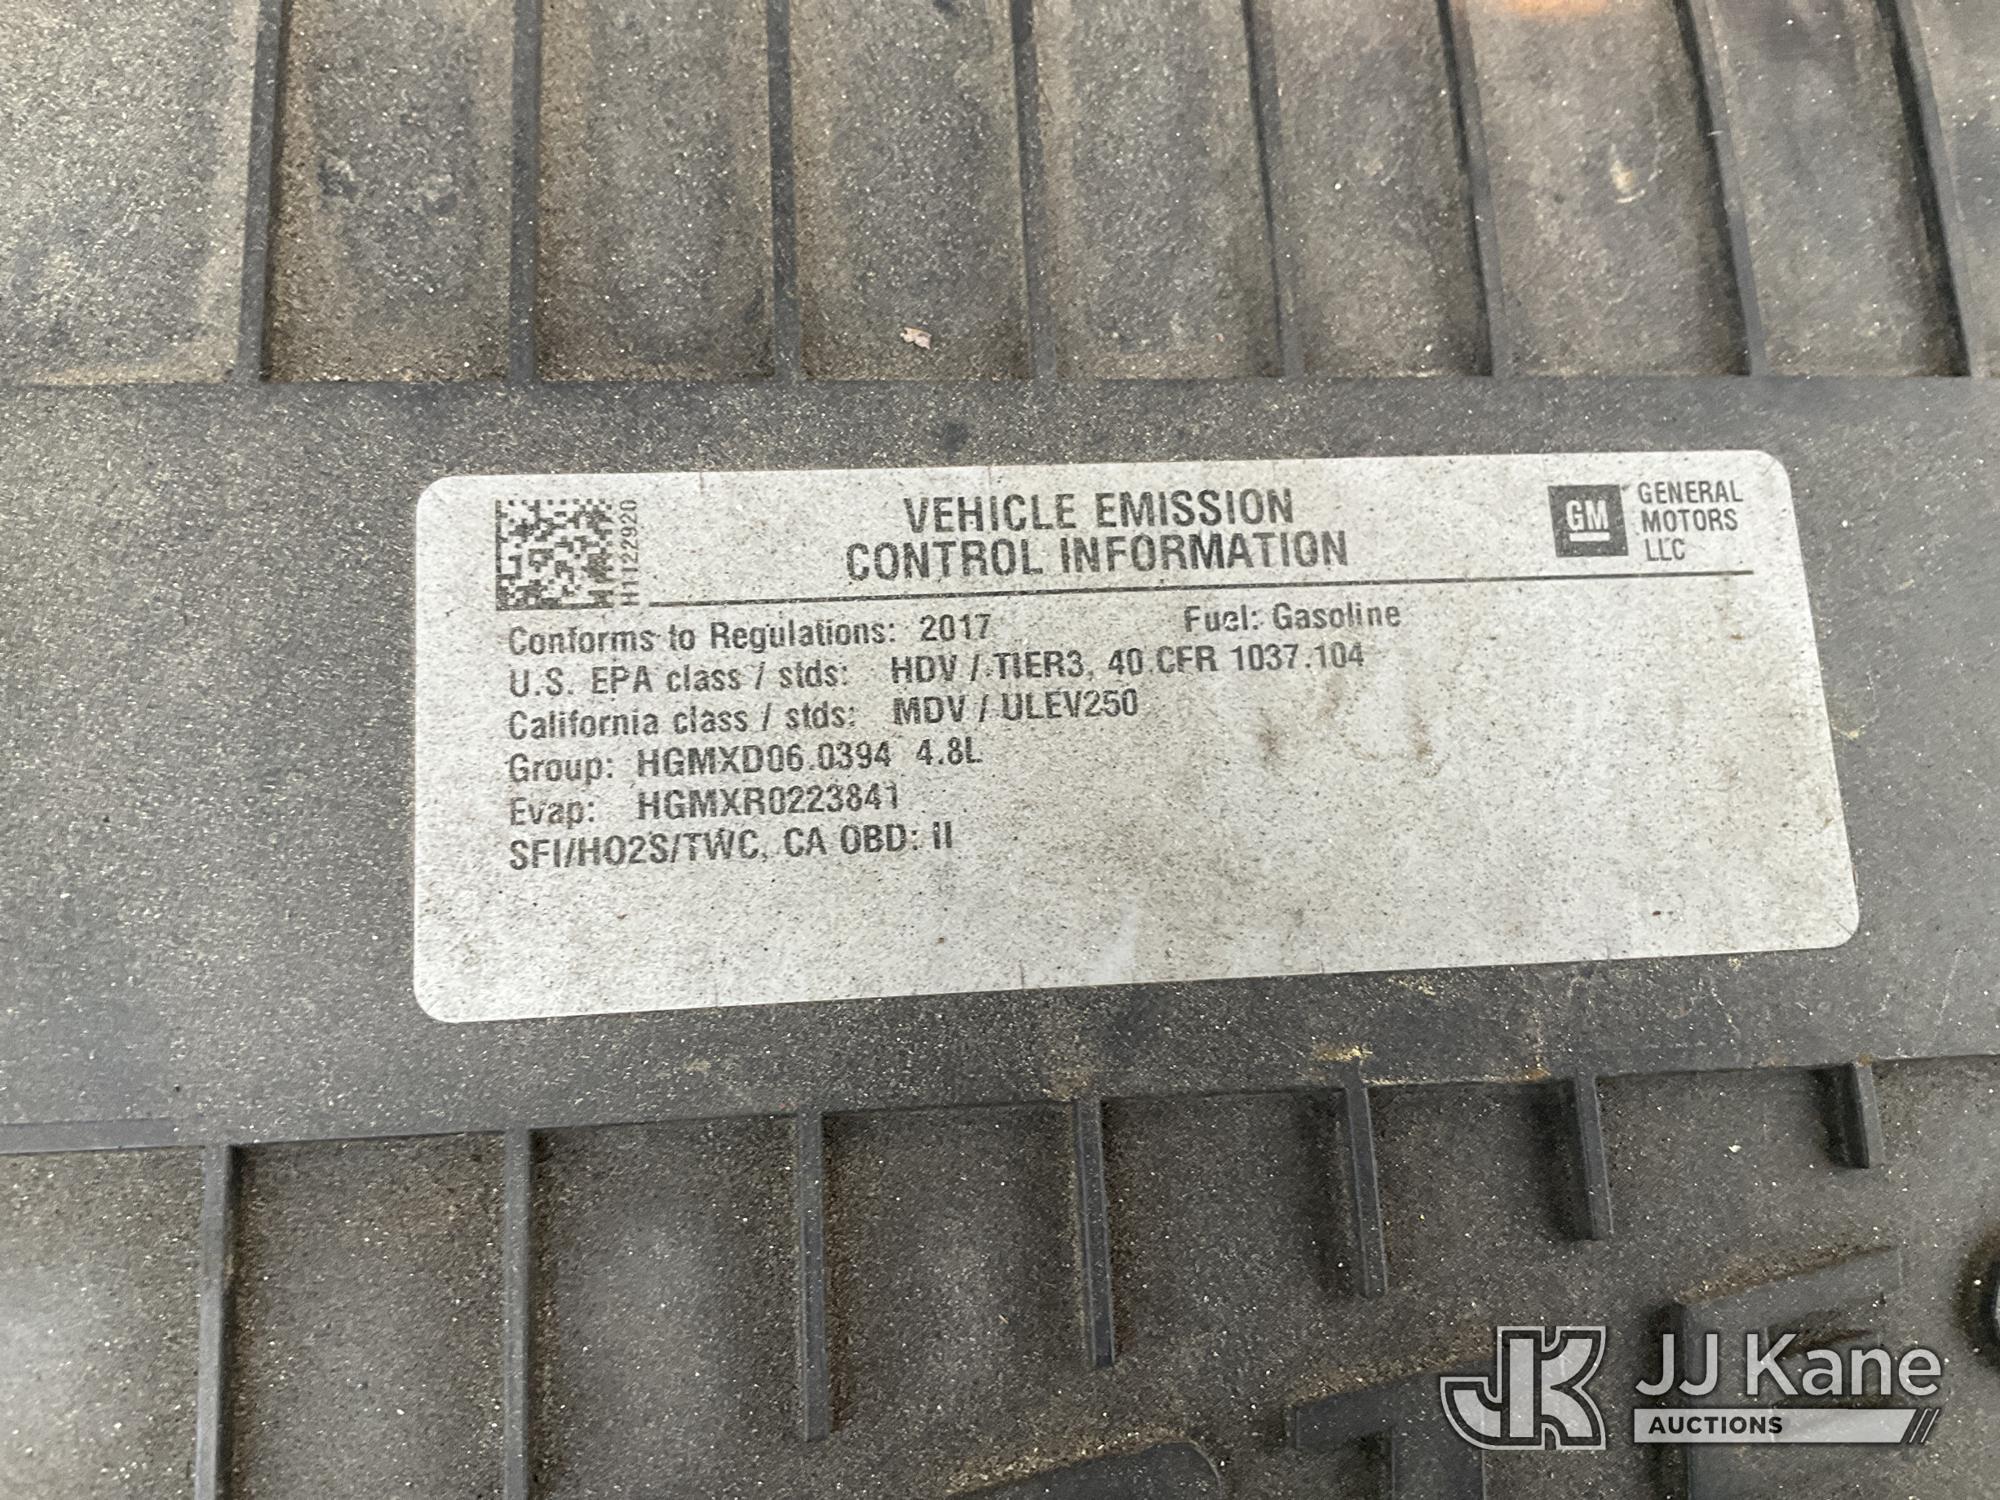 VEHICLE EMISSION
CONTROL INFORMATION
GM
GENERAL
MOTORS
LLC
H1122920
Conforms to Regulations: 2017 Fuel: Gasoline
U.S. EPA class / stds: HDV / TIER3, 40 CFR 1037.104
California class / stds: MDV / ULEV250
Group: HGMXD06.0394 4.8L
Evap: HGMXR0223841
SFI/HO2S/TWC, CA OBD: II
JK
JJ Kane
AUCTIONS